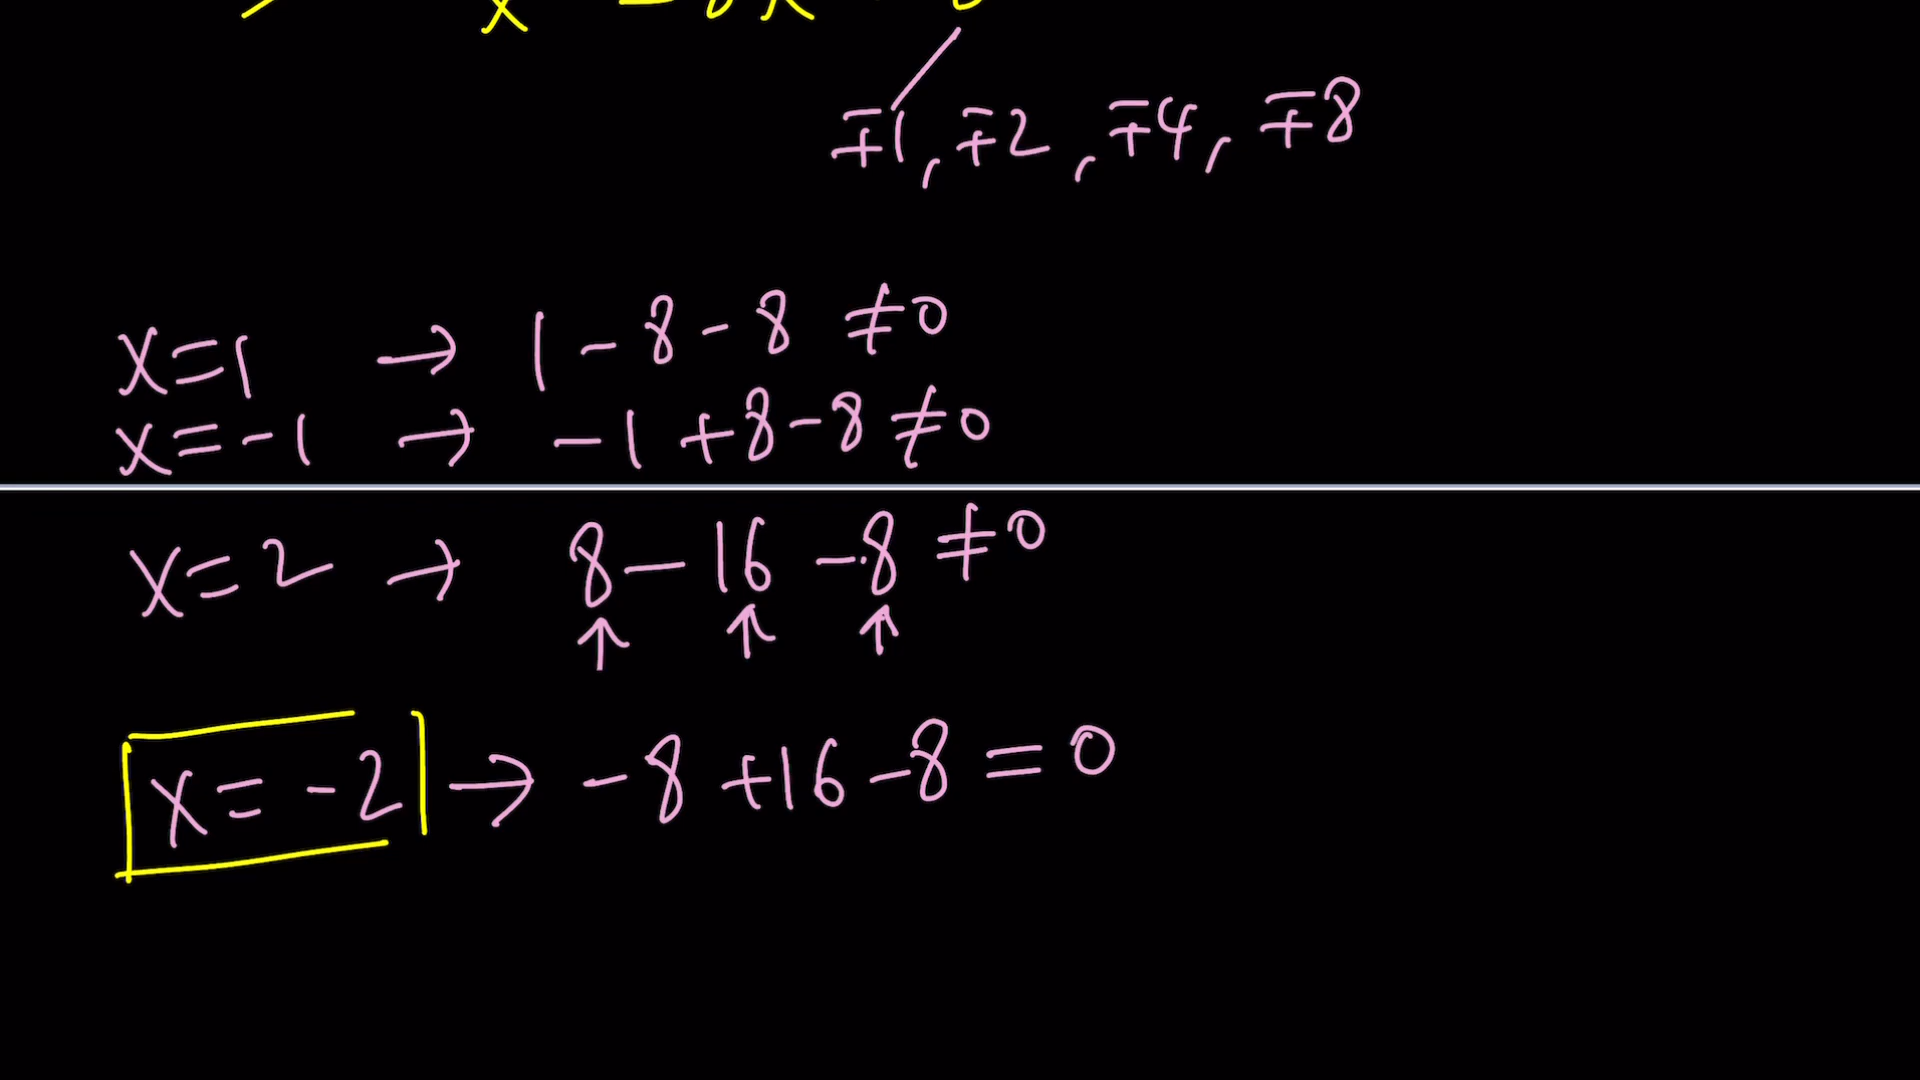 ∓1, ∓2, ∓4, ∓8
x=1 → 1-8-8 ≠0
x=-1 → -1+8-8≠0
x=2 → 8-16-8≠0
↑ ↑ ↑
x=-2 → -8+16-8=0